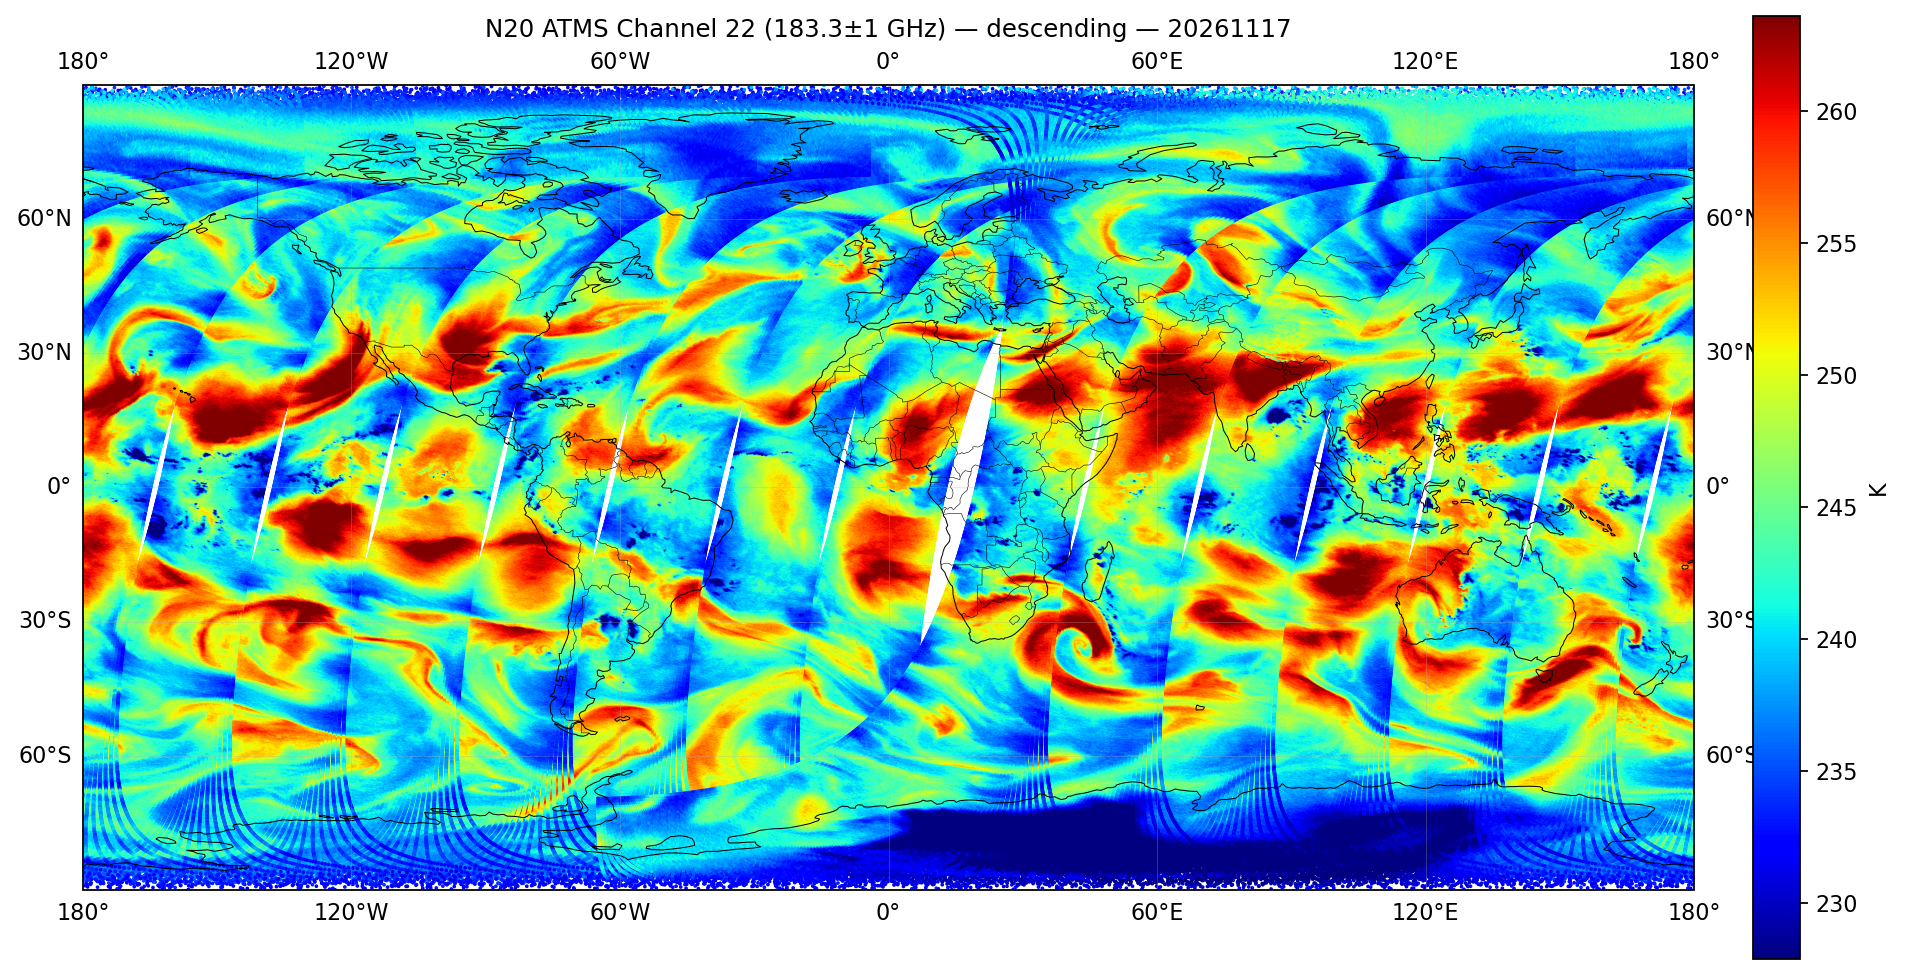 N20 ATMS Channel 22 (183.3±1 GHz) — descending — 20261117
180° 120°W 60°W 0° 60°E 120°E 180°
60°N 60°N
30°N 30°N
0° 0°
30°S 30°S
60°S 60°S
180° 120°W 60°W 0° 60°E 120°E 180°
260
255
250
245
240
235
230
K